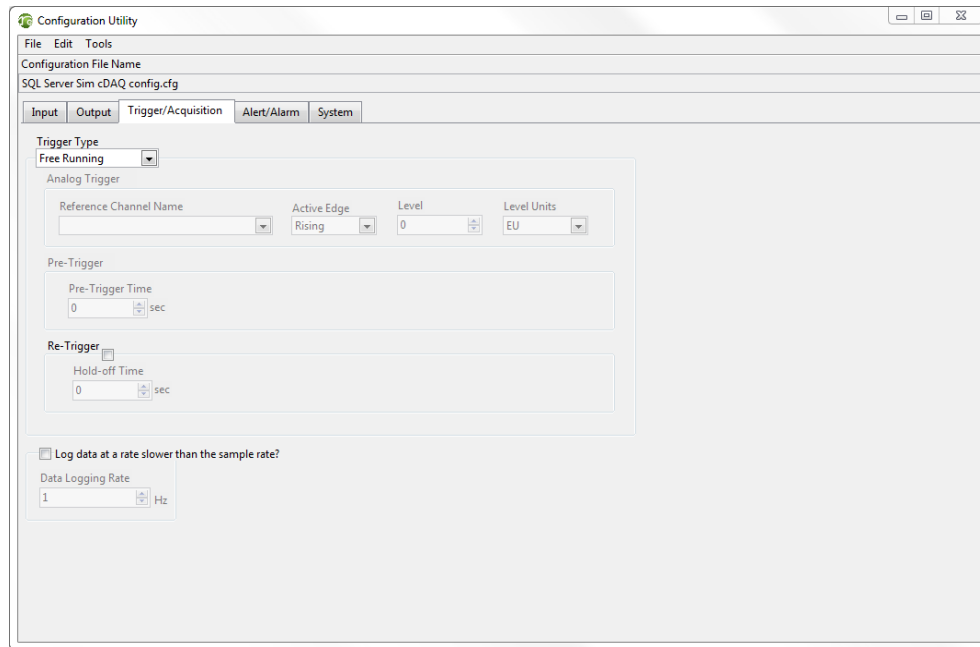 Configuration Utility
File Edit Tools
Configuration File Name
SQL Server Sim cDAQ config.cfg
Input Output Trigger/Acquisition Alert/Alarm System
Trigger Type
Free Running
Analog Trigger
Reference Channel Name Active Edge Level Level Units
Rising 0 EU
Pre-Trigger
Pre-Trigger Time
0 sec
Re-Trigger
Hold-off Time
0 sec
Log data at a rate slower than the sample rate?
Data Logging Rate
1 Hz